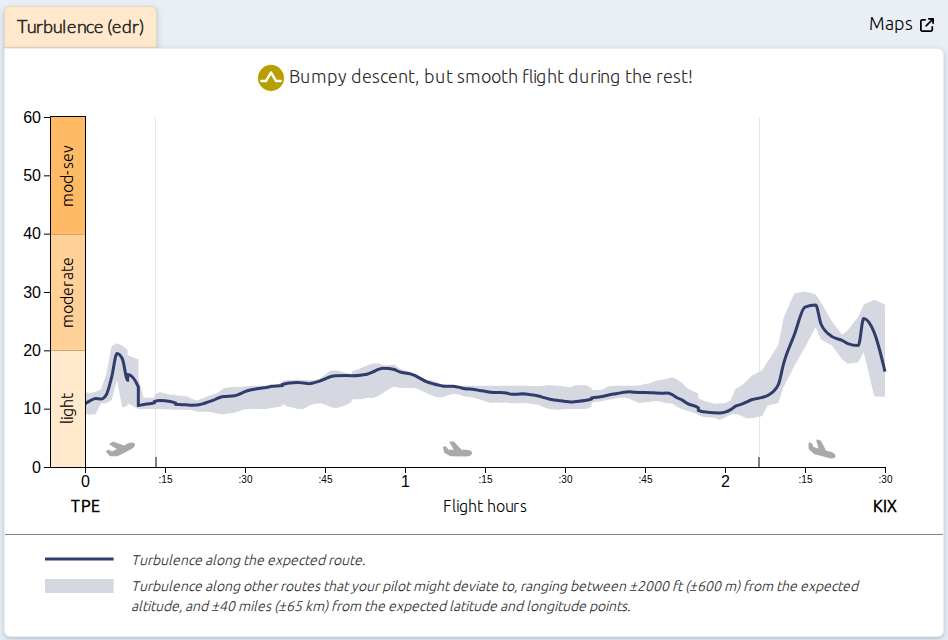 Turbulence (edr)
Maps
Bumpy descent, but smooth flight during the rest!
60
50
40
30
20
10
0
mod-sev
moderate
light
0 :15 :30 :45 1 :15 :30 :45 2 :15 :30
TPE Flight hours KIX
Turbulence along the expected route.
Turbulence along other routes that your pilot might deviate to, ranging between ±2000 ft (±600 m) from the expected
altitude, and ±40 miles (±65 km) from the expected latitude and longitude points.